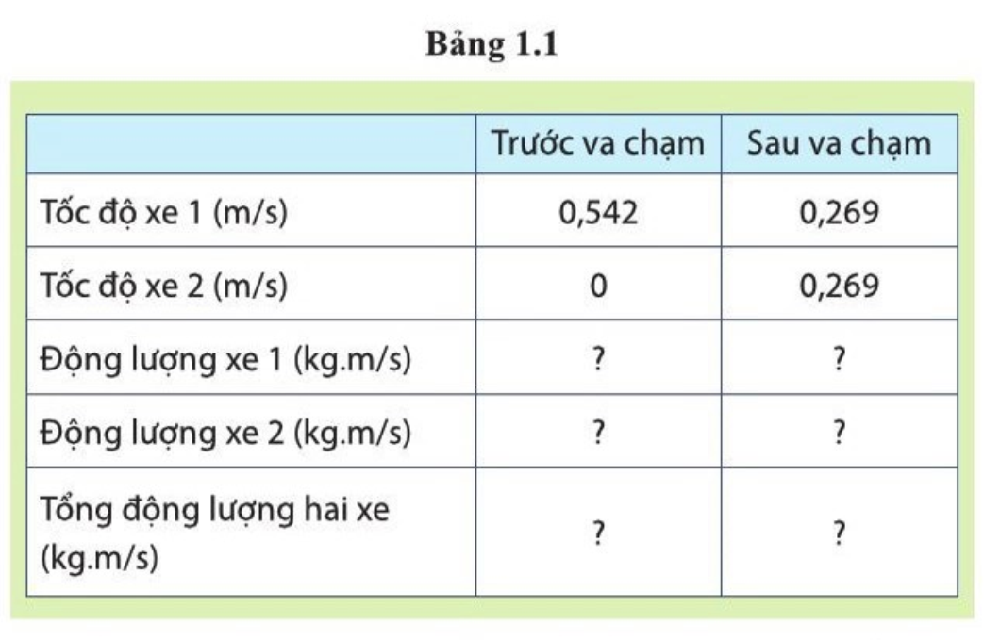 Bảng 1.1
Trước va chạm Sau va chạm
Tốc độ xe 1 (m/s) 0,542 0,269
Tốc độ xe 2 (m/s) 0 0,269
Động lượng xe 1 (kg.m/s) ? ?
Động lượng xe 2 (kg.m/s) ? ?
Tổng động lượng hai xe
(kg.m/s) ? ?